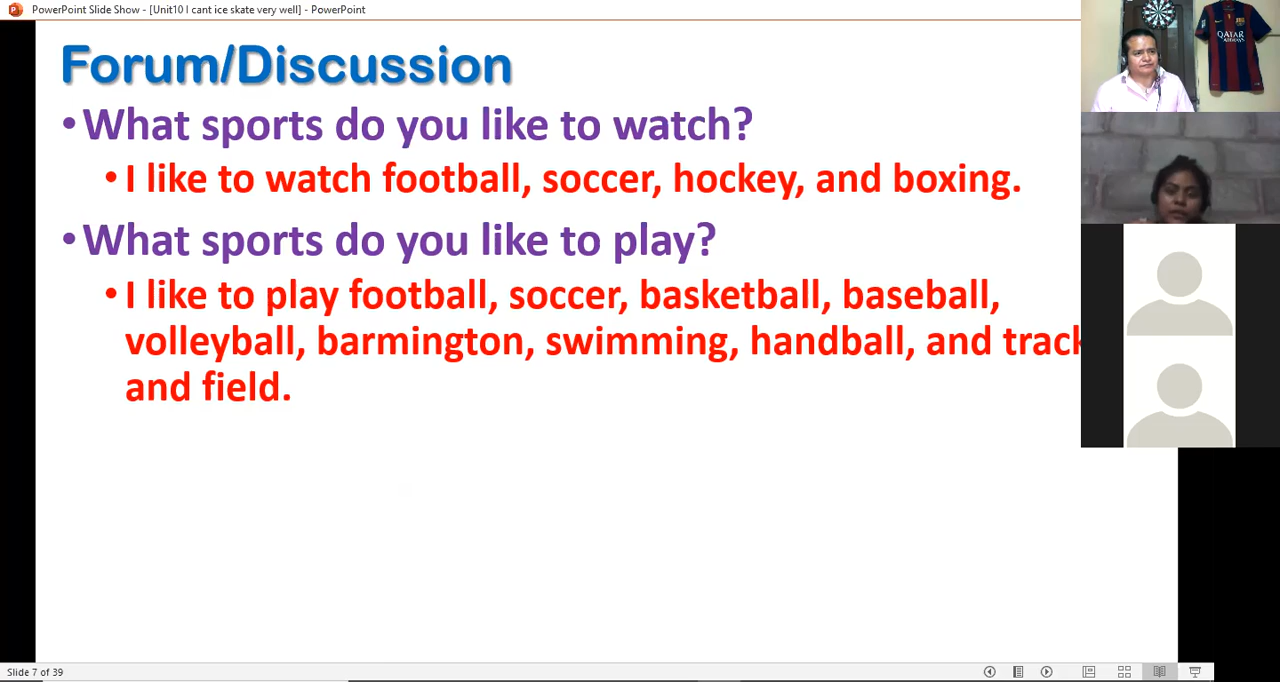 PowerPoint Slide Show - [Unit10 I cant ice skate very well] - PowerPoint
Forum/Discussion
•What sports do you like to watch?
•I like to watch football, soccer, hockey, and boxing.
•What sports do you like to play?
•I like to play football, soccer, basketball, baseball,
volleyball, barmington, swimming, handball, and track
and field.
QATAR
AIRWAYS
Slide 7 of 39